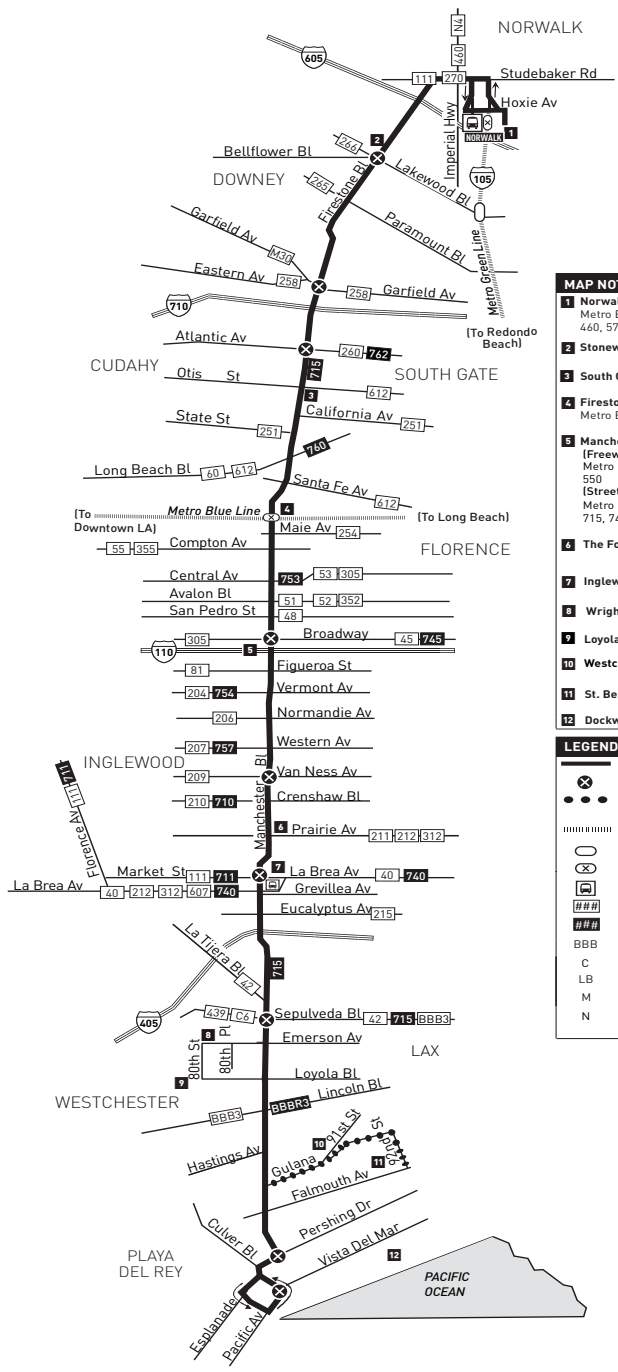 NORWALK
N4
460
605
111
270
Studebaker Rd
Hoxie Av
Imperial Hwy
NORWALK
1
105
266
2
Bellflower Bl
Lakewood Bl
DOWNEY
265
Firestone Bl
Paramount Bl
Metro Green Line
Garfield Av
M30
Eastern Av
258
258
Garfield Av
710
(To Redondo
Beach)
Atlantic Av
260
762
CUDAHY
715
SOUTH GATE
Otis St
612
3
State St
California Av
251
251
760
Long Beach Bl
60
612
Santa Fe Av
612
Metro Blue Line
4
(To
Downtown LA)
(To Long Beach)
Maie Av
254
55
355
Compton Av
FLORENCE
Central Av
753
53
305
Avalon Bl
51
52
352
San Pedro St
48
305
Broadway
45
745
110
5
81
Figueroa St
204
754
Vermont Av
206
Normandie Av
207
757
Western Av
INGLEWOOD
209
Van Ness Av
210
710
Crenshaw Bl
Manchester Bl
6
Prairie Av
211
212
312
711
111
Florence Av
7
Market St
111
711
La Brea Av
40
740
La Brea Av
40
212
312
607
740
Grevillea Av
Eucalyptus Av
215
La Tijera Bl
42
715
405
439
C6
Sepulveda Bl
42
715
BBB3
8
Emerson Av
80th St
80th Pl
LAX
9
Loyola Bl
WESTCHESTER
BBB3
BBBR3
Lincoln Bl
Hastings Av
10
Gulana
91st St
92nd St
11
Falmouth Av
Culver Bl
Pershing Dr
Vista Del Mar
12
PLAYA
DEL REY
Esplanade
Pacific Av
PACIFIC
OCEAN
MAP NOT
1 Norwal
Metro B
460, 57
2 Stonew
3 South G
4 Firesto
Metro B
5 Manche
(Freew
Metro
550
(Street
Metro
715, 74
6 The Fo
7 Inglew
8 Wrigh
9 Loyola
10 Westc
11 St. Be
12 Dockw
LEGEND
###
###
BBB
C
LB
M
N